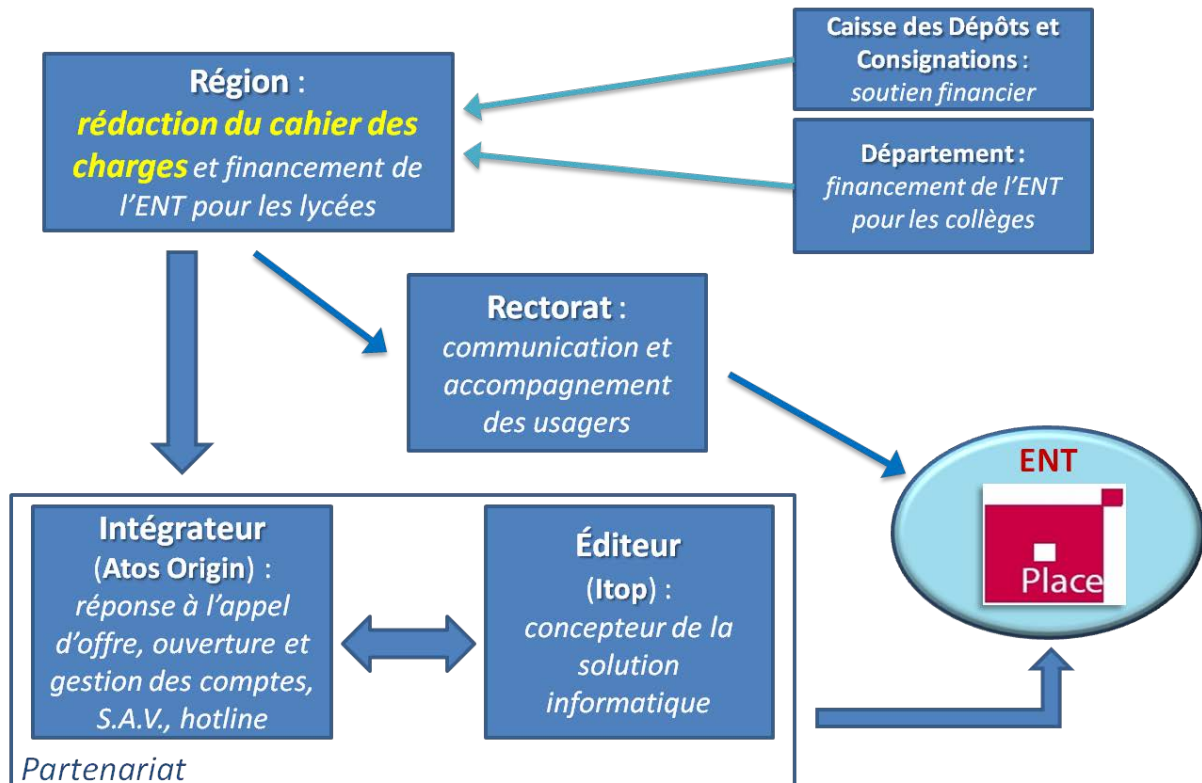 Région :
rédaction du cahier des
charges et financement de
l'ENT pour les lycées
Caisse des Dépôts et
Consignations :
soutien financier
Département :
financement de l'ENT
pour les collèges
Rectorat :
communication et
accompagnement
des usagers
ENT
Place
Intégrateur
(Atos Origin) :
réponse à l'appel
d'offre, ouverture et
gestion des comptes,
S.A.V., hotline
Éditeur
(Itop) :
concepteur de la
solution
informatique
Partenariat